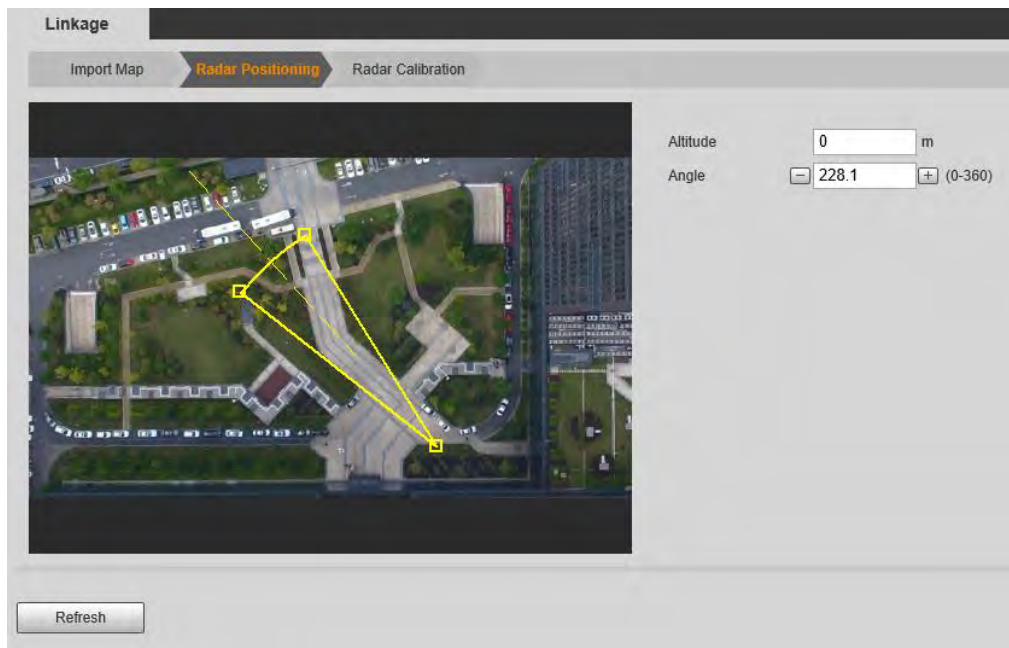 Linkage
Import Map Radar Positioning Radar Calibration
Altitude 0 m
Angle − 228.1 + (0-360)
Refresh